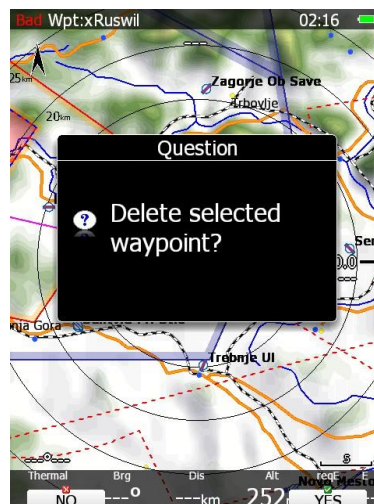 Bad Wpt:xRuswil 02:16
25km
Zagorje Ob Save
Trbovlje
20km
Question
Delete selected
waypoint?
Trebnje Ul
S
Thermal Brg Dis Alt
NO ---° ---km 252 YES